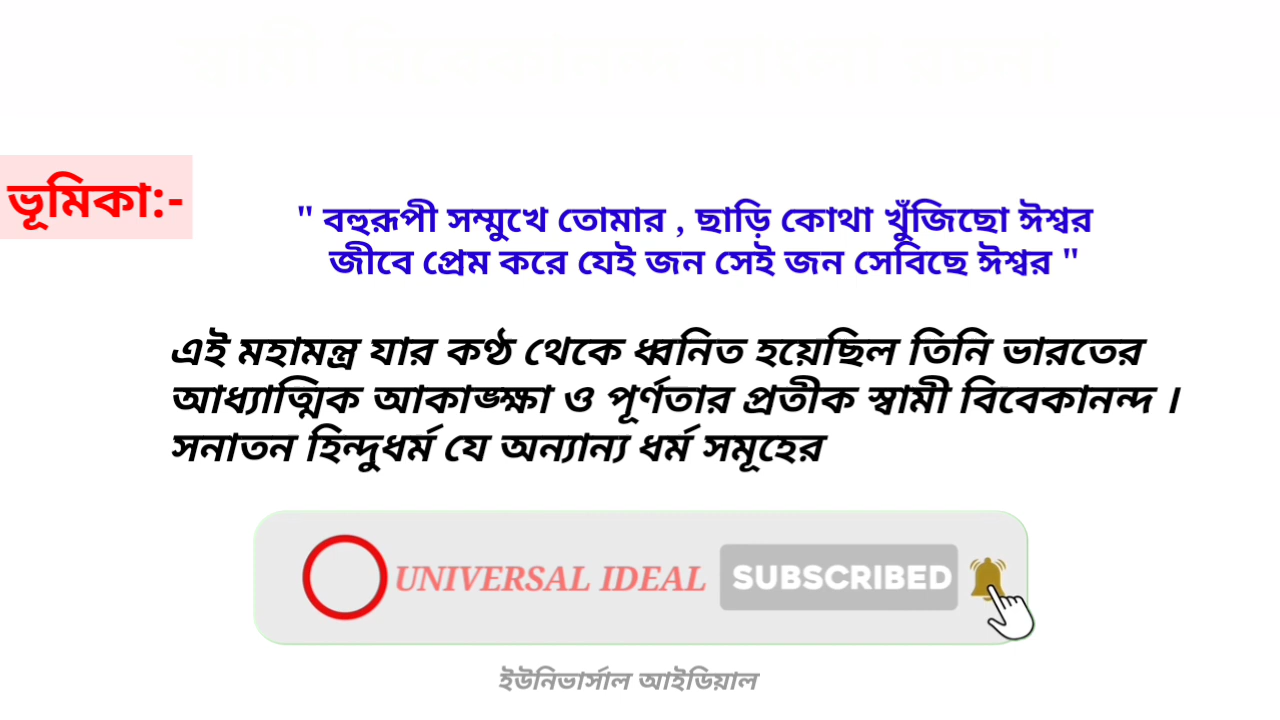 ভূমিকা:-
" বহুরূপী সম্মুখে তোমার , ছাড়ি কোথা খুঁজিছো ঈশ্বর
জীবে প্রেম করে যেই জন সেই জন সেবিছে ঈশ্বর "
এই মহামন্ত্র যার কণ্ঠ থেকে ধ্বনিত হয়েছিল তিনি ভারতের
আধ্যাত্মিক আকাঙ্ক্ষা ও পূর্ণতার প্রতীক স্বামী বিবেকানন্দ ।
সনাতন হিন্দুধর্ম যে অন্যান্য ধর্ম সমূহের
UNIVERSAL IDEAL SUBSCRIBED
ইউনিভার্সাল আইডিয়াল